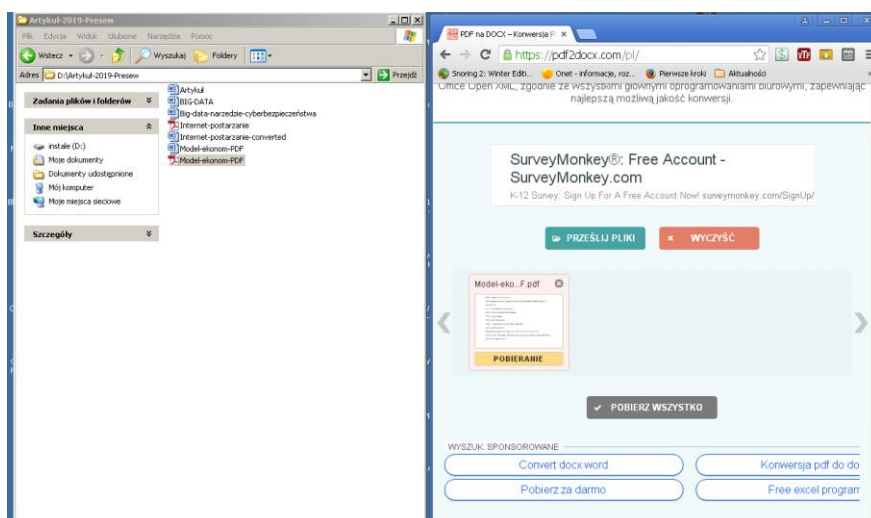 Artykuł-2019-Presew
Plik Edycja Widok Ulubione Narzędzia Pomoc
Wstecz Wyszukaj Foldery
Adres D:\Artykuł-2019-Presew Przejdź
Zadania plików i folderów
Inne miejsca
instale (D:)
Moje dokumenty
Dokumenty udostępnione
Mój komputer
Moje miejsca sieciowe
Szczegóły
Artykuł
BIG-DATA
Big-data-narzedzie-cyberbezpieczeństwa
Internet-postarzanie
Internet-postarzanie-converted
Model-ekonom-PDF
Model-ekonom-PDF
PDF na DOCX – Konwersja P
https://pdf2docx.com/pl/
Snoring 2: Winter Editi... Onet - informacje, roz... Pierwsze kroki Aktualności
Office Open XML, zgodnie ze wszystkimi głównymi oprogramowaniami biurowymi, zapewniając
najlepszą możliwą jakość konwersji.
SurveyMonkey®: Free Account -
SurveyMonkey.com
K-12 Survey. Sign Up For A Free Account Now! surveymonkey.com/SignUp/
PRZEŚLIJ PLIKI WYCZYŚĆ
Model-eko...F.pdf
POBIERANIE
POBIERZ WSZYSTKO
WYSZUK. SPONSOROWANE
Convert docx word Konwersja pdf do do
Pobierz za darmo Free excel program